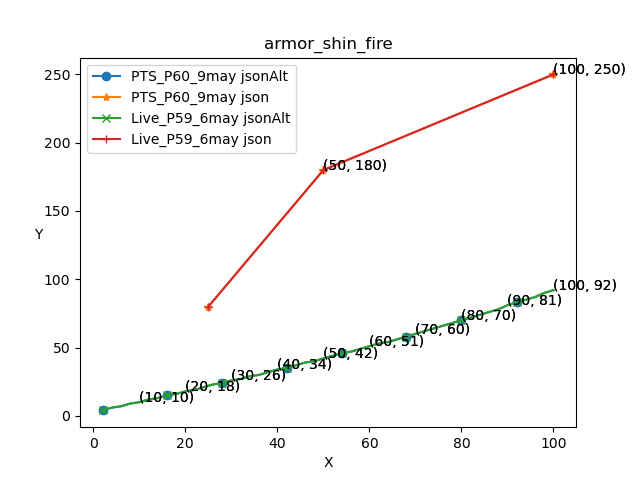 armor_shin_fire
PTS_P60_9may jsonAlt
PTS_P60_9may json
Live_P59_6may jsonAlt
Live_P59_6may json
(100, 250)
(50, 180)
(100, 92)
(90, 81)
(80, 70)
(70, 60)
(60, 51)
(50, 42)
(40, 34)
(30, 26)
(20, 18)
(10, 10)
Y
250
200
150
100
50
0
0 20 40 60 80 100
X